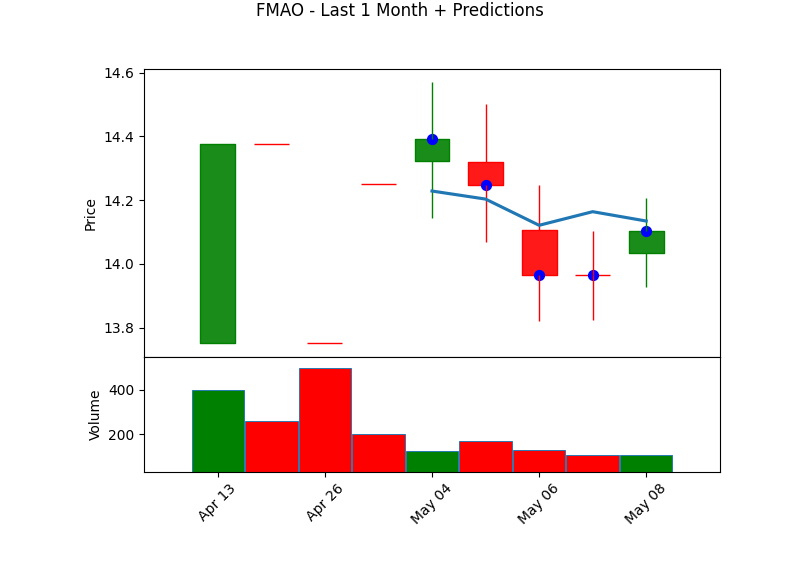 FMAO - Last 1 Month + Predictions
14.6
14.4
14.2
14.0
13.8
Price
400
200
Volume
Apr 13
Apr 26
May 04
May 06
May 08